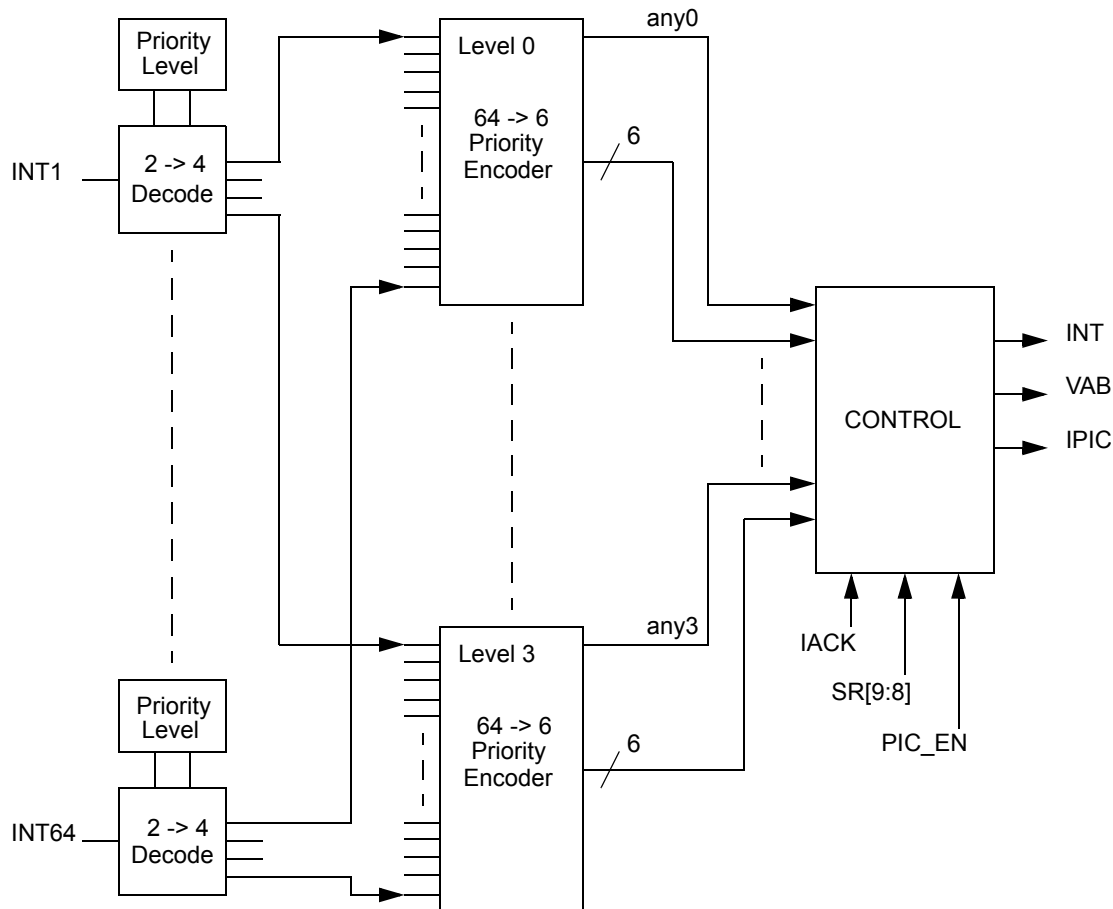 any0
Priority
Level
Level 0
64 -> 6
Priority
Encoder
6
INT1
2 -> 4
Decode
INT
VAB
CONTROL
IPIC
any3
Level 3
IACK
SR[9:8]
PIC_EN
Priority
Level
64 -> 6
Priority
Encoder
6
INT64
2 -> 4
Decode